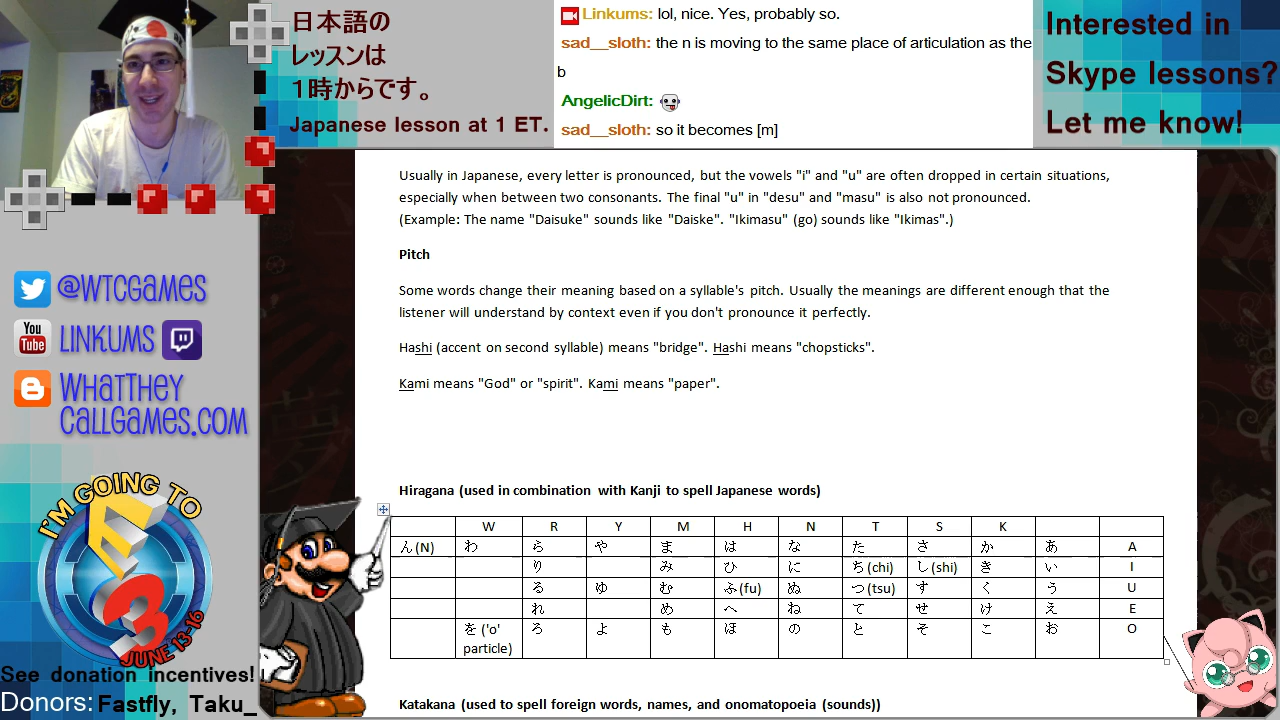 日本語の
レッスンは
１時からです。
Japanese lesson at 1 ET.
Linkums: lol, nice. Yes, probably so.
sad__sloth: the n is moving to the same place of articulation as the
b
AngelicDirt:
sad__sloth: so it becomes [m]
Interested in
Skype lessons?
Let me know!
@WTCGames
You Tube
Linkums
WhatThey
CallGames.com
I'M GOING TO
E3
JUNE 13-16
See donation incentives!
Donors: Fastfly, Taku_
Usually in Japanese, every letter is pronounced, but the vowels "i" and "u" are often dropped in certain situations,
especially when between two consonants. The final "u" in "desu" and "masu" is also not pronounced.
(Example: The name "Daisuke" sounds like "Daiske". "Ikimasu" (go) sounds like "Ikimas".)
Pitch
Some words change their meaning based on a syllable's pitch. Usually the meanings are different enough that the
listener will understand by context even if you don't pronounce it perfectly.
Hashi (accent on second syllable) means "bridge". Hashi means "chopsticks".
Kami means "God" or "spirit". Kami means "paper".
Hiragana (used in combination with Kanji to spell Japanese words)
W R Y M H N T S K
ん(N) わ ら や ま は な た さ か あ A
り み ひ に ち(chi) し(shi) き い I
る ゆ む ふ(fu) ぬ つ(tsu) す く う U
れ め へ ね て せ け え E
を ('o' ろ よ も ほ の と そ こ お O
particle)
Katakana (used to spell foreign words, names, and onomatopoeia (sounds))